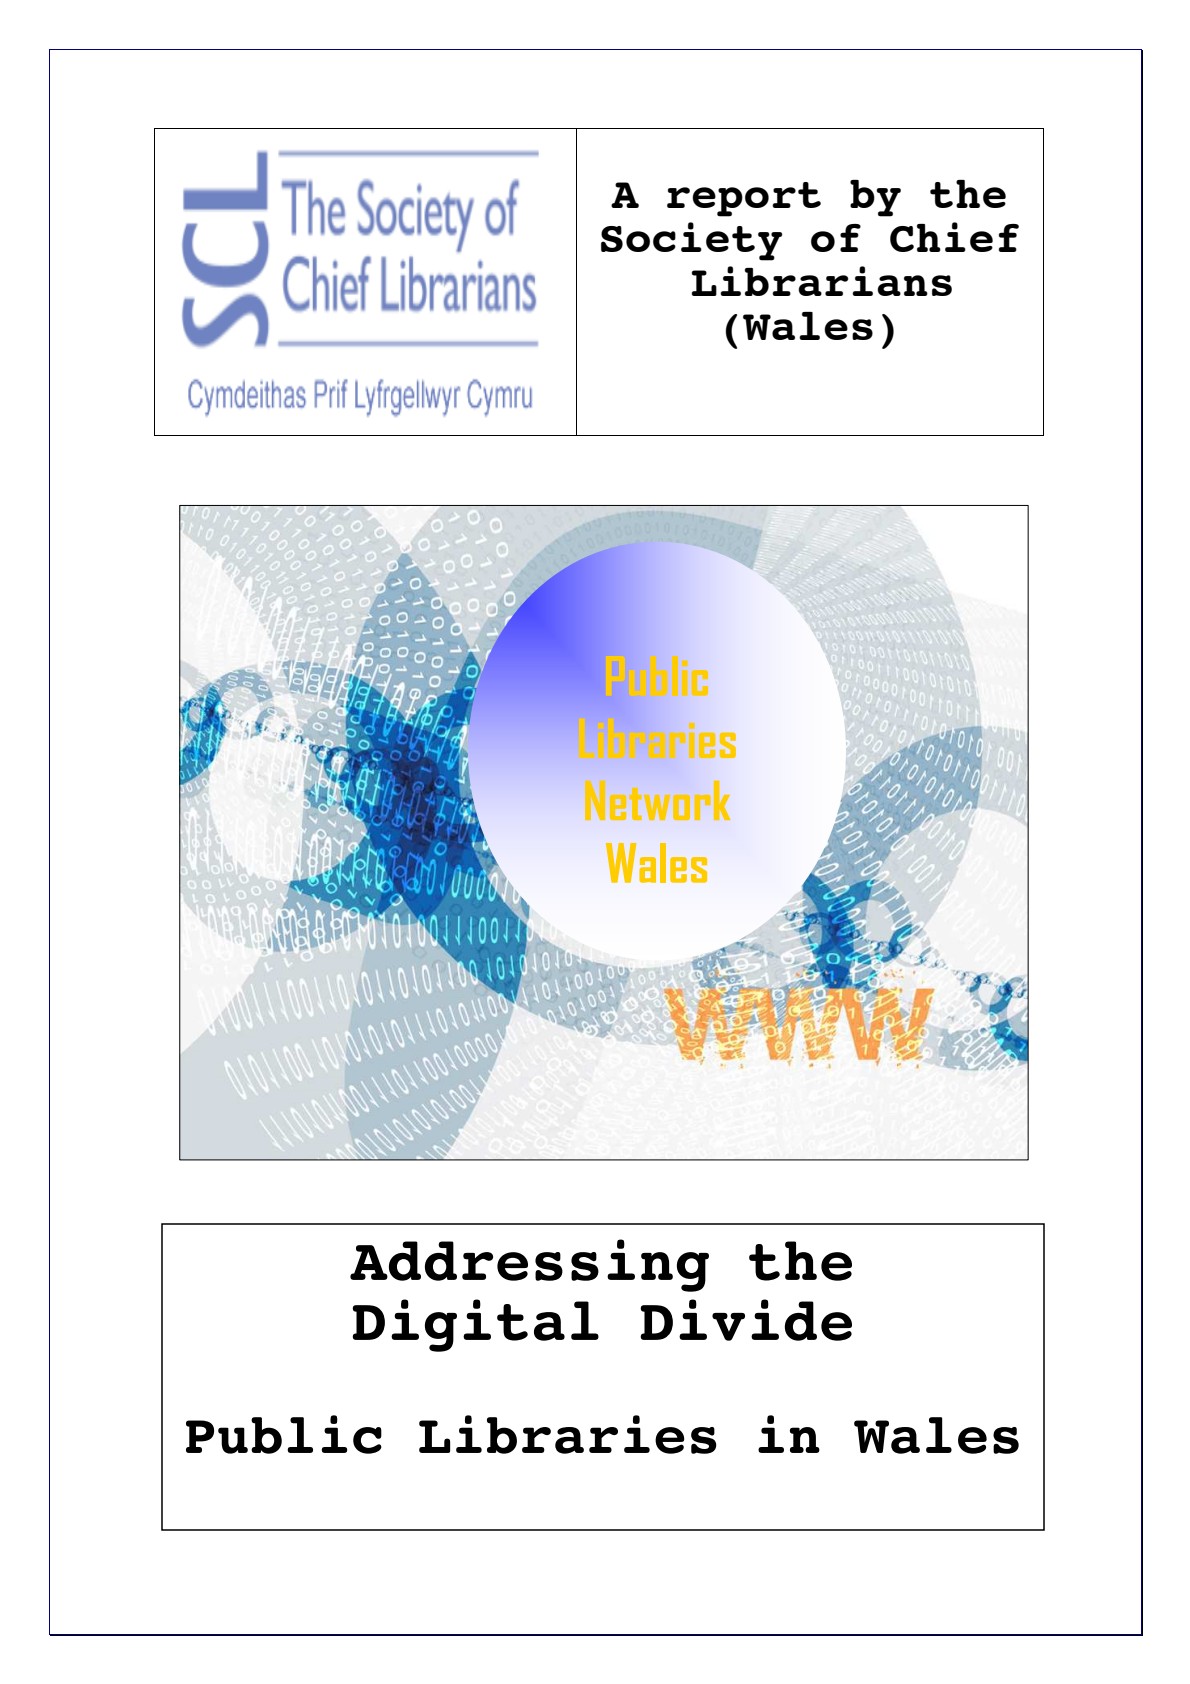 SCL
The Society of
Chief Librarians
Cymdeithas Prif Lyfrgellwyr Cymru
A report by the
Society of Chief
Librarians
(Wales)
Public
Libraries
Network
Wales
www
Addressing the
Digital Divide
Public Libraries in Wales